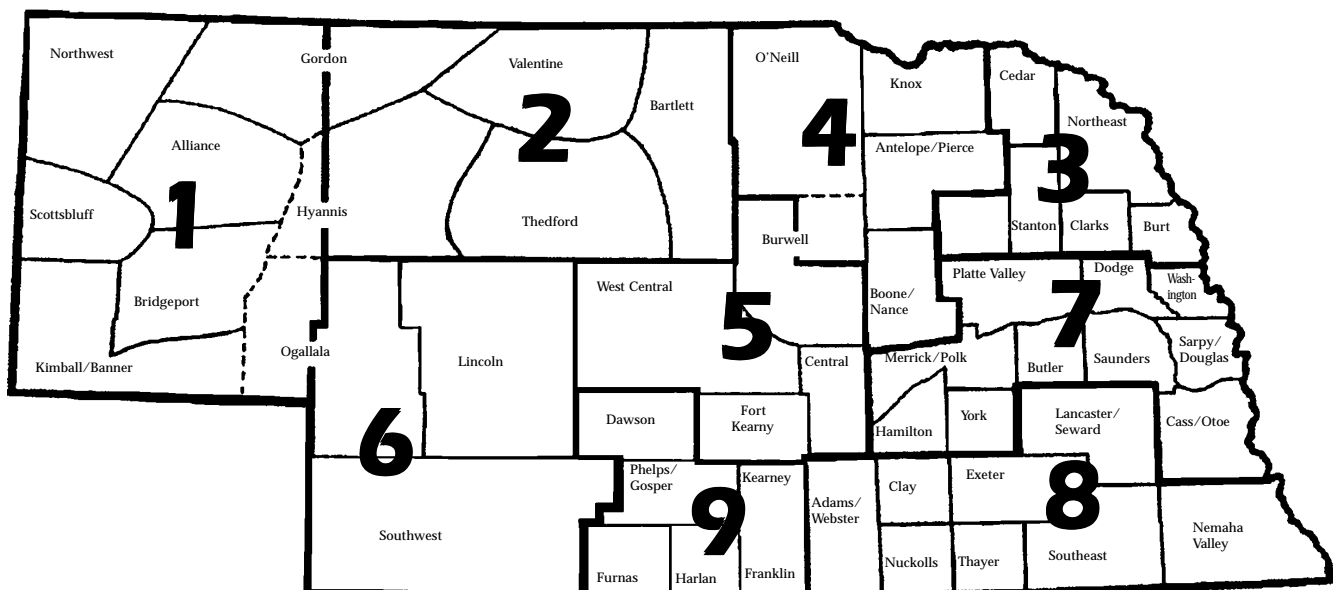 Northwest
Gordon
Valentine
O'Neill
Cedar
Knox
Bartlett
Northeast
2
4
3
Alliance
Antelope/Pierce
1
Scottsbluff
Hyannis
Thedford
Stanton
Clarks
Burt
Burwell
Platte Valley
Dodge
Wash-
ington
Bridgeport
West Central
Boone/
Nance
5
7
Ogallala
Lincoln
Central
Merrick/Polk
Butler
Saunders
Sarpy/
Douglas
Kimball/Banner
Dawson
Fort
Kearny
Hamilton
York
Lancaster/
Seward
Cass/Otoe
6
Phelps/
Gosper
Kearney
Adams/
Webster
Clay
Exeter
8
9
Southwest
Nemaha
Valley
Furnas
Harlan
Franklin
Nuckolls
Thayer
Southeast